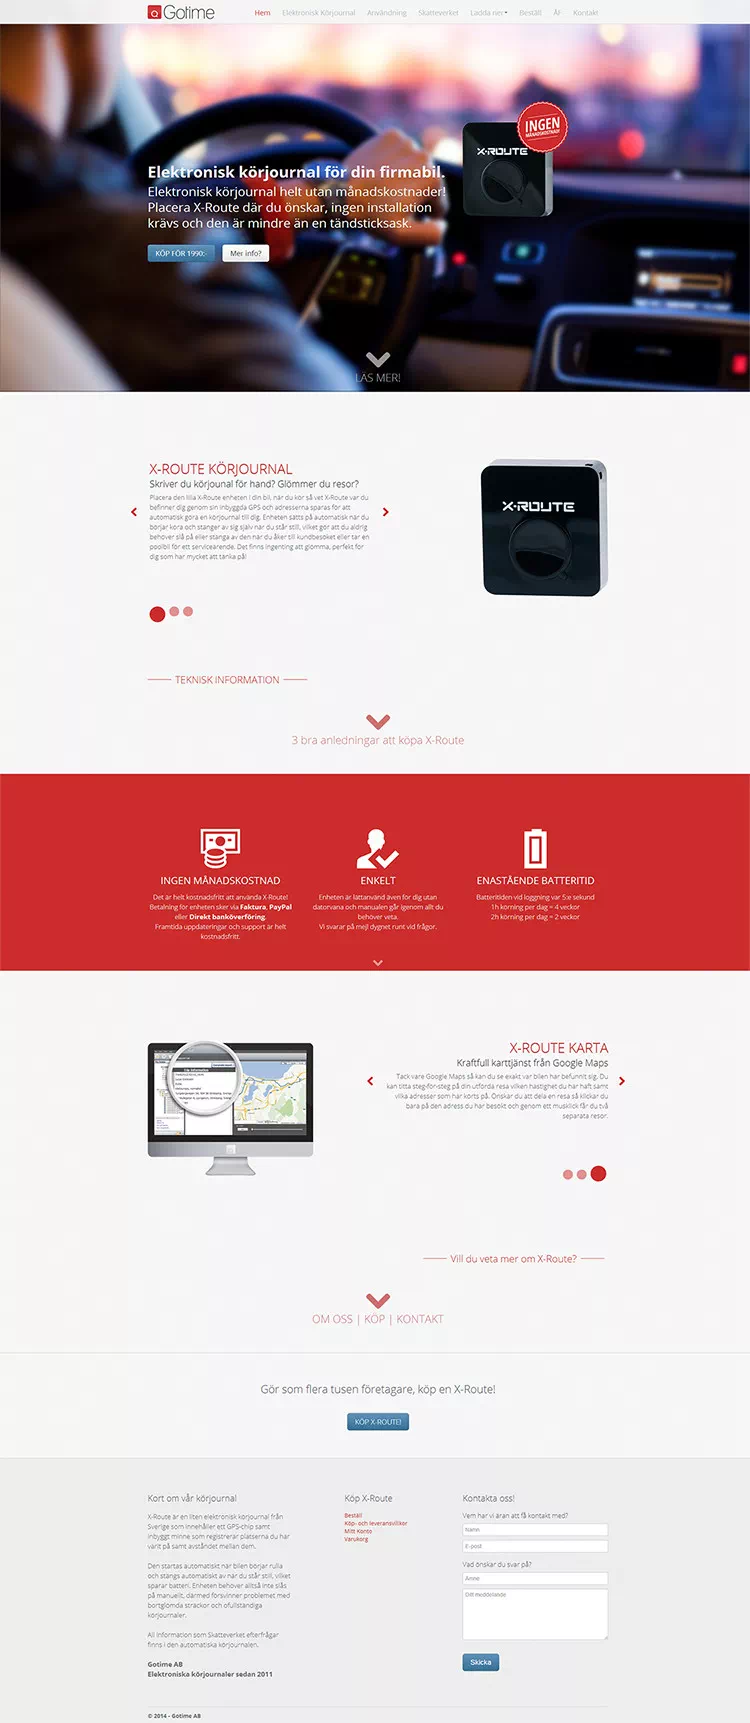 Gotime
Hem Elektronisk Körjournal Användning Skatteverket Ladda ner Beställ ÅF Kontakt
INGEN
MÅNADSKOSTNAD!
X-ROUTE
Elektronisk körjournal för din firmabil.
Elektronisk körjournal helt utan månadskostnader!
Placera X-Route där du önskar, ingen installation
krävs och den är mindre än en tändsticksask.
KÖP FÖR 1990:- Mer info?
LÄS MER!
X-ROUTE KÖRJOURNAL
Skriver du körjounal för hand? Glömmer du resor?
Placera den lilla X-Route enheten i din bil, när du kör så vet X-Route var du
befinner dig genom sin inbyggda GPS och adresserna sparas för att
automatisk göra en körjournal till dig. Enheten sätts på automatisk när du
börjar köra och stänger av sig själv när du står still, vilket gör att du aldrig
behöver slå på eller stänga av den när du åker till kundbesöket eller tar en
poolbil för ett serviceärende. Det finns ingenting att glömma, perfekt för
dig som har mycket att tänka på!
X-ROUTE
TEKNISK INFORMATION
3 bra anledningar att köpa X-Route
INGEN MÅNADSKOSTNAD
Det är helt kostnadsfritt att använda X-Route!
Betalning för enheten sker via Faktura, PayPal
eller Direkt banköverföring.
Framtida uppdateringar och support är helt
kostnadsfritt.
ENKELT
Enheten är lättanvänd även för dig utan
datorvana och manualen går igenom allt du
behöver veta.
Vi svarar på mejl dygnet runt vid frågor.
ENASTÅENDE BATTERITID
Batteritiden vid loggning var 5:e sekund
1h körning per dag = 4 veckor
2h körning per dag = 2 veckor
X-ROUTE KARTA
Kraftfull karttjänst från Google Maps
Tack vare Google Maps så kan du se exakt var bilen har befunnit sig. Du
kan titta steg-för-steg på din utförda resa vilken hastighet du har haft samt
vilka adresser som har körts på. Önskar du att dela en resa så klickar du
bara på den adress du har besökt och genom ett musklick får du två
separata resor.
Vill du veta mer om X-Route?
OM OSS | KÖP | KONTAKT
Gör som flera tusen företagare, köp en X-Route!
KÖP X-ROUTE!
Kort om vår körjournal
X-Route är en liten elektronisk körjournal från
Sverige som innehåller ett GPS-chip samt
inbyggt minne som registrerar platserna du har
varit på samt avståndet mellan dem.
Den startas automatiskt när bilen börjar rulla
och stängs automatiskt av när du står still, vilket
sparar batteri. Enheten behöver alltså inte slås
på manuellt, därmed försvinner problemet med
bortglömda sträckor och ofullständiga
körjournaler.
All information som Skatteverket efterfrågar
finns i den automatiska körjournalen.
Gotime AB
Elektroniska körjournaler sedan 2011
Köp X-Route
Beställ
Köp- och leveransvillkor
Mitt Konto
Varukorg
Kontakta oss!
Vem har vi äran att få kontakt med?
Namn
E-post
Vad önskar du svar på?
Ämne
Ditt meddelande
Skicka
© 2014 - Gotime AB